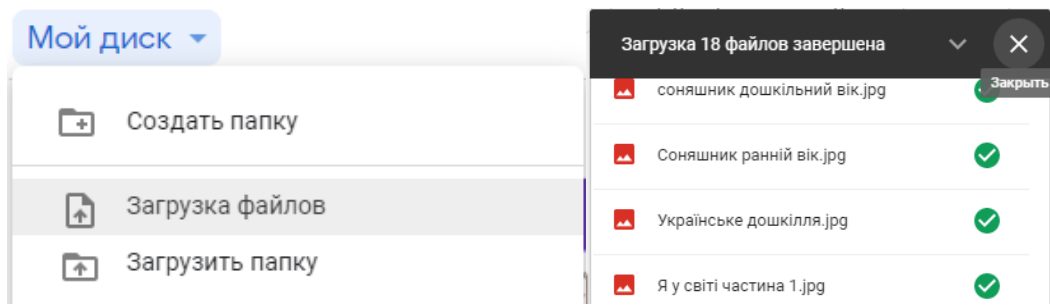 Мой диск
Создать папку
Загрузка файлов
Загрузить папку
Загрузка 18 файлов завершена
Закрыть
соняшник дошкільний вік.jpg
Соняшник ранній вік.jpg
Українське дошкілля.jpg
Я у світі частина 1.jpg